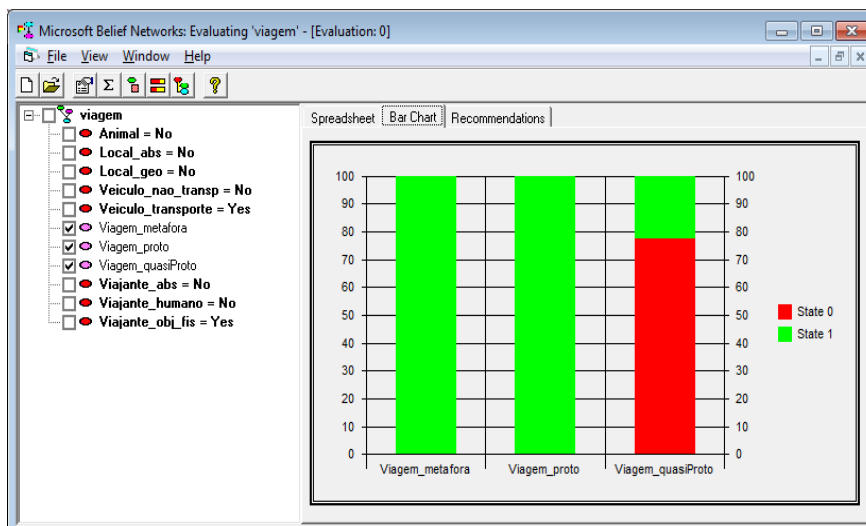 Microsoft Belief Networks: Evaluating 'viagem' - [Evaluation: 0]
File View Window Help
viagem
Animal = No
Local_abs = No
Local_geo = No
Veiculo_nao_transp = No
Veiculo_transporte = Yes
Viagem_metafora
Viagem_proto
Viagem_quasiProto
Viajante_abs = No
Viajante_humano = No
Viajante_obj_fis = Yes
Spreadsheet Bar Chart Recommendations
100 100
90 90
80 80
70 70
60 60
50 50
40 40
30 30
20 20
10 10
0 0
Viagem_metafora Viagem_proto Viagem_quasiProto
State 0
State 1